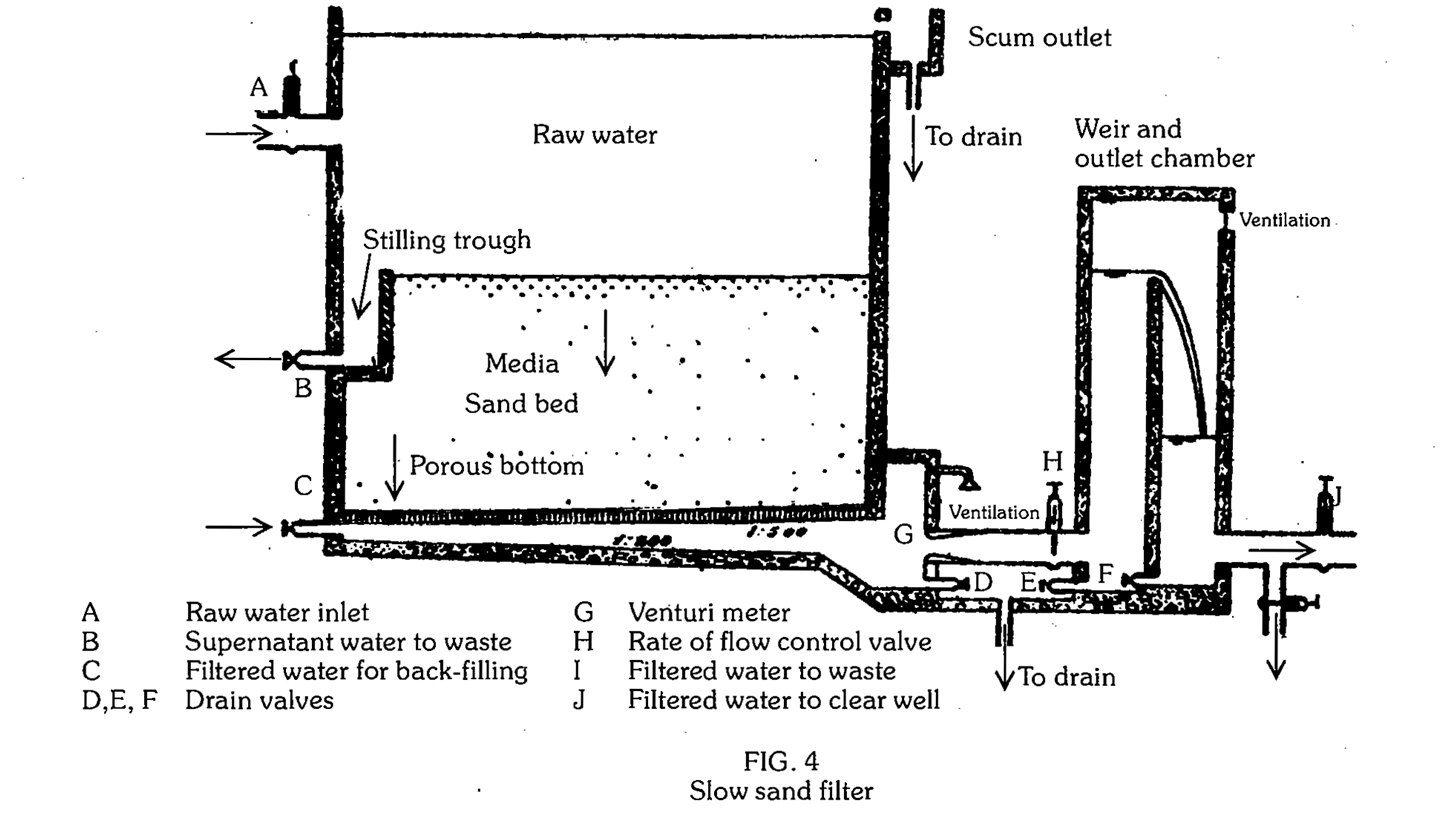 Scum outlet
A
Raw water
To drain
Weir and
outlet chamber
Ventilation
Stilling trough
Media
Sand bed
B
Porous bottom
C
H
J
Ventilation
G
1:500
D
E
F
A Raw water inlet
B Supernatant water to waste
C Filtered water for back-filling
D,E, F Drain valves
G Venturi meter
H Rate of flow control valve
I Filtered water to waste
J Filtered water to clear well
To drain
FIG. 4
Slow sand filter